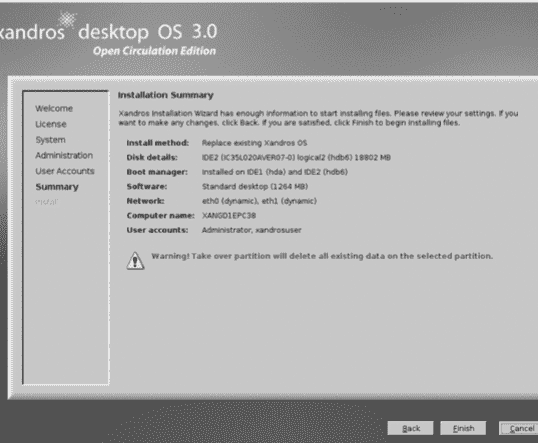 xandros desktop OS 3.0
Open Circulation Edition
Installation Summary
Xandros Installation Wizard has enough information to start installing files. Please review your settings. If you
want to make any changes, click Back. If you are satisfied, click Finish to begin installing files.
Install method: Replace existing Xandros OS
Disk details: IDE2 (IC35L020AVER07-0) logical2 (hdb6) 18802 MB
Boot manager: Installed on IDE1 (hda) and IDE2 (hdb6)
Software: Standard desktop (1264 MB)
Network: eth0 (dynamic), eth1 (dynamic)
Computer name: XANGD1EPC38
User accounts: Administrator, xandrosuser
Warning! Take over partition will delete all existing data on the selected partition.
Welcome
License
System
Administration
User Accounts
Summary
Install
Back Finish Cancel